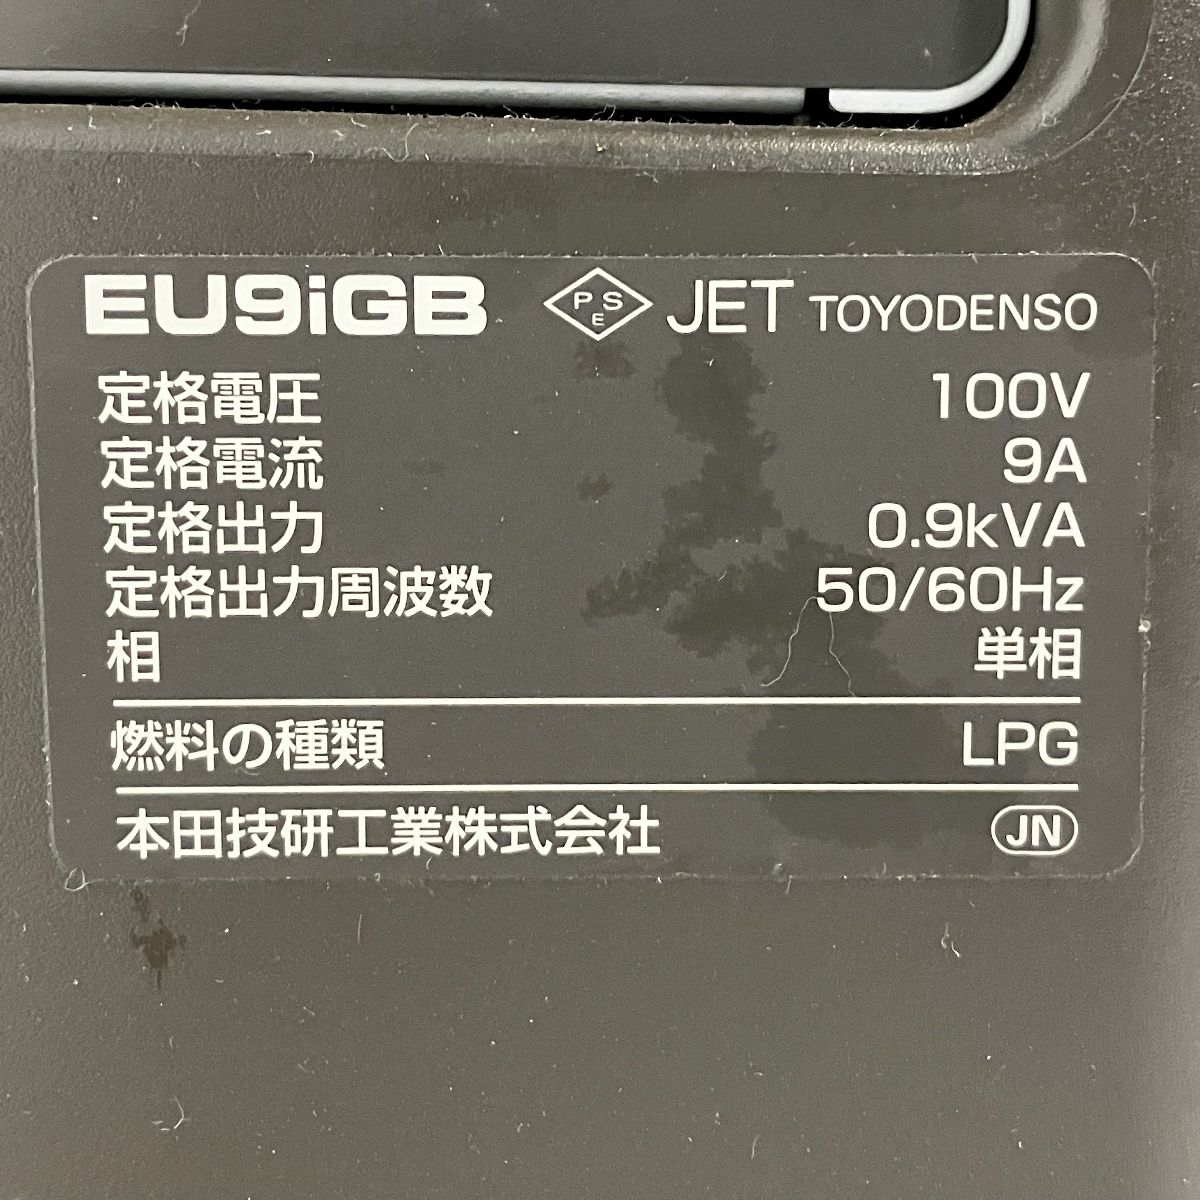 EU9iGB PSE JET TOYODENSO
定格電圧 100V
定格電流 9A
定格出力 0.9kVA
定格出力周波数 50/60Hz
相 単相
燃料の種類 LPG
本田技研工業株式会社 JN